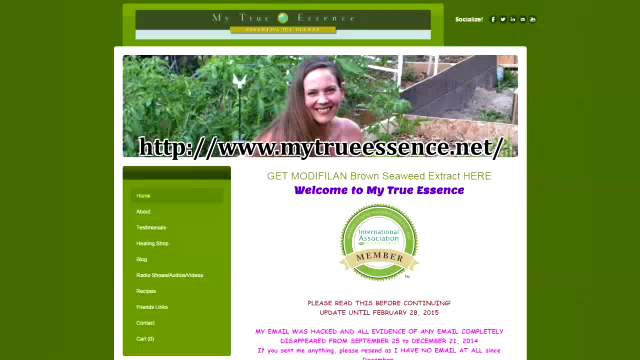 My True Essence
Socialize!
http://www.mytrueessence.net/
GET MODIFILAN Brown Seaweed Extract HERE
Welcome to My True Essence
Home
About
Testimonials
Healing Shop
Blog
Radio Shows/Audios/Videos
Recipes
Friends Links
Contact
Cart (0)
International
Association
MEMBER
PLEASE READ THIS BEFORE CONTINUING!
UPDATE UNTIL FEBRUARY 28, 2015
MY EMAIL WAS HACKED AND ALL EVIDENCE OF ANY EMAIL COMPLETELY
DISAPPEARED FROM SEPTEMBER 25 to DECEMBER 21, 2014
If you sent me anything, please resend as I HAVE NO EMAIL AT ALL since